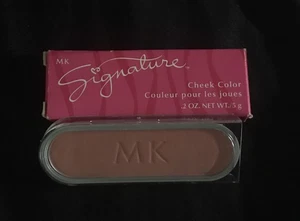 MK
Signature
Cheek Color
Couleur pour les joues
.2 OZ. NET WT. 5 g
MK